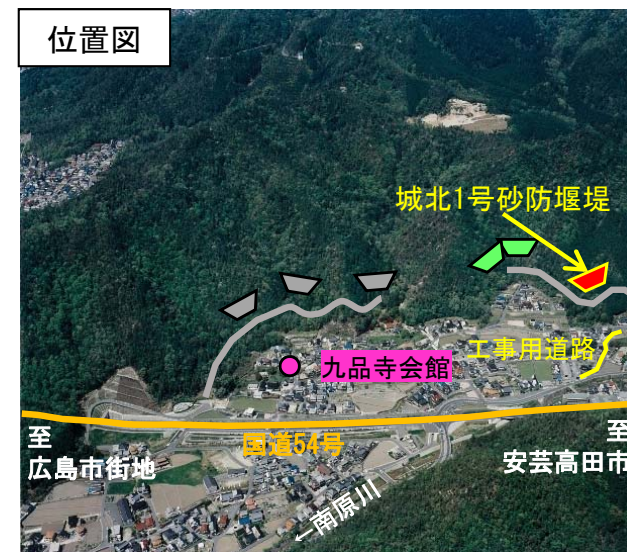 位置図
城北1号砂防堰堤
工事用道路
九品寺会館
国道54号
至
広島市街地
至
安芸高田市
←南原川